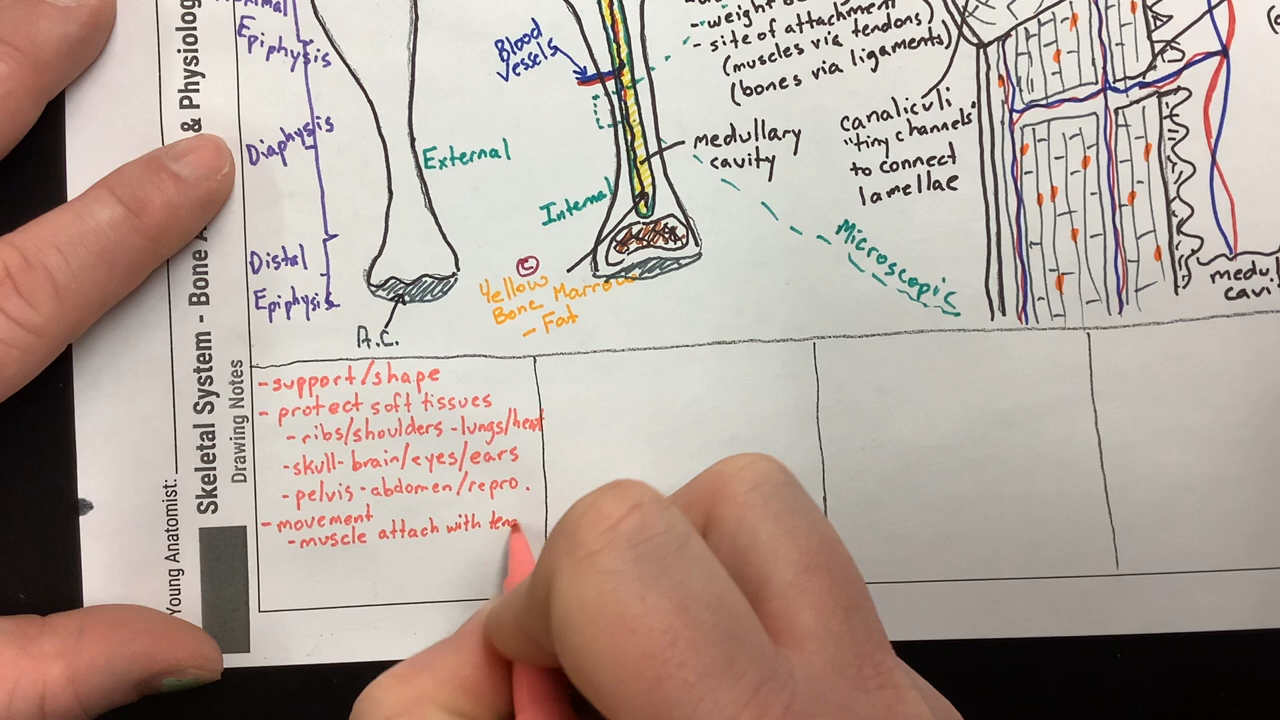 Young Anatomist:
Skeletal System - Bone
& Physiolog
Drawing Notes
Epiphysis
Diaphysis
Distal
Epiphysis
External
A.C.
Blood
Vessels
Internal
medullary
cavity
Yellow
Bone Marrow
- Fat
- site of attachment
(muscles via tendons)
(bones via ligaments)
canaliculi
"tiny channels"
to connect
lamellae
Microscopic
- support/shape
- protect soft tissues
- ribs/shoulders - lungs/heart
- skull - brain/eyes/ears
- pelvis - abdomen/repro.
- movement
- muscle attach with ten